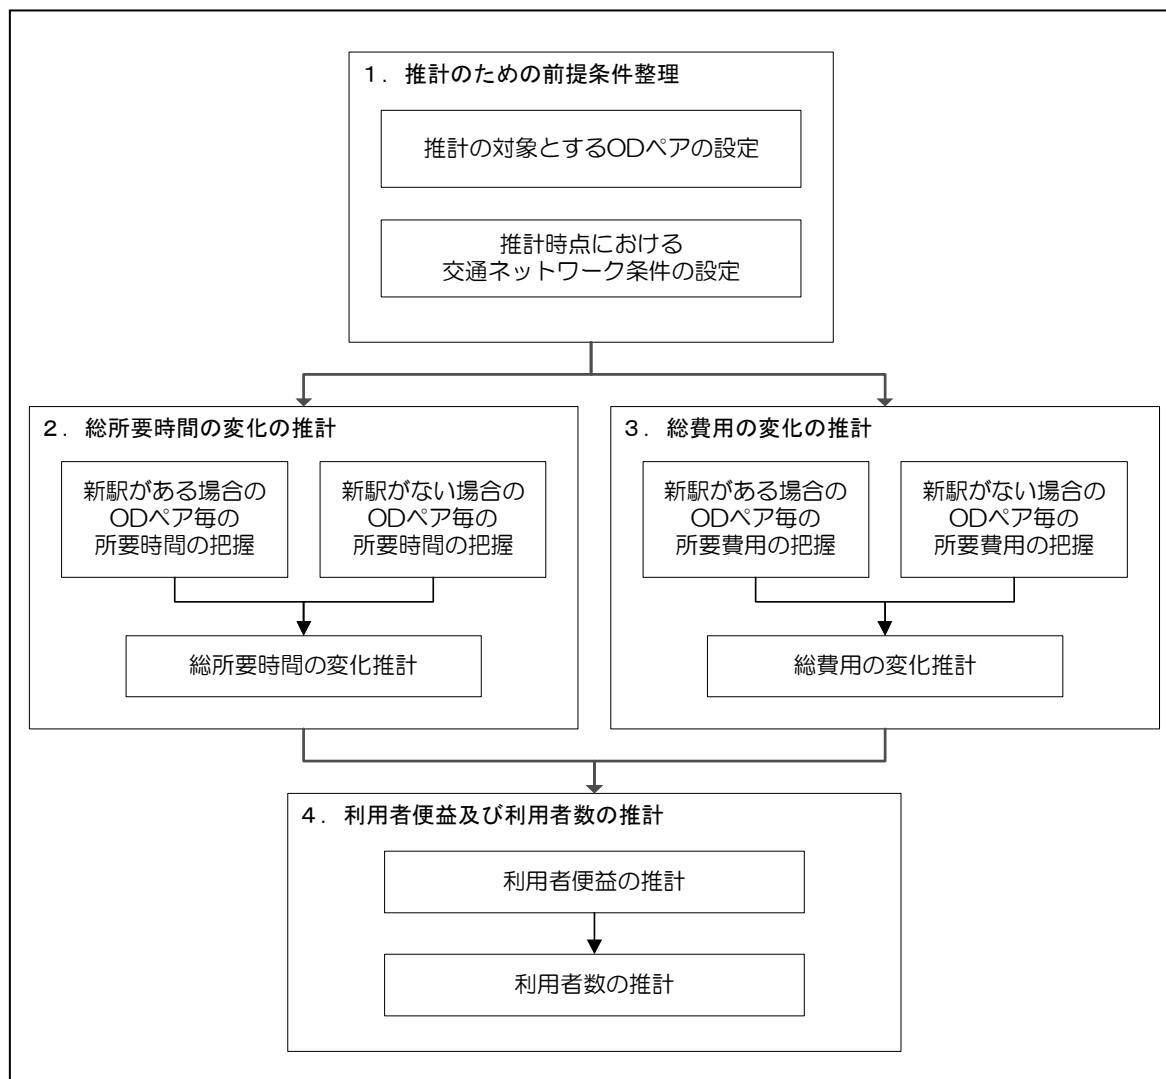 １．推計のための前提条件整理
推計の対象とするODペアの設定
推計時点における
交通ネットワーク条件の設定
２．総所要時間の変化の推計
新駅がある場合の
ODペア毎の
所要時間の把握
新駅がない場合の
ODペア毎の
所要時間の把握
総所要時間の変化推計
３．総費用の変化の推計
新駅がある場合の
ODペア毎の
所要費用の把握
新駅がない場合の
ODペア毎の
所要費用の把握
総費用の変化推計
４．利用者便益及び利用者数の推計
利用者便益の推計
利用者数の推計